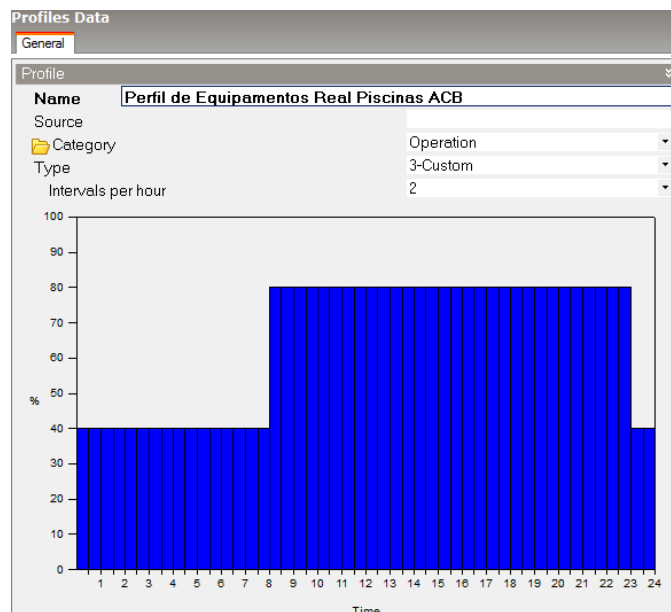 Profiles Data
General
Profile
Name Perfil de Equipamentos Real Piscinas ACB
Source
Category Operation
Type 3-Custom
Intervals per hour 2
100
90
80
70
60
50
%
40
30
20
10
0
1 2 3 4 5 6 7 8 9 10 11 12 13 14 15 16 17 18 19 20 21 22 23 24
Time